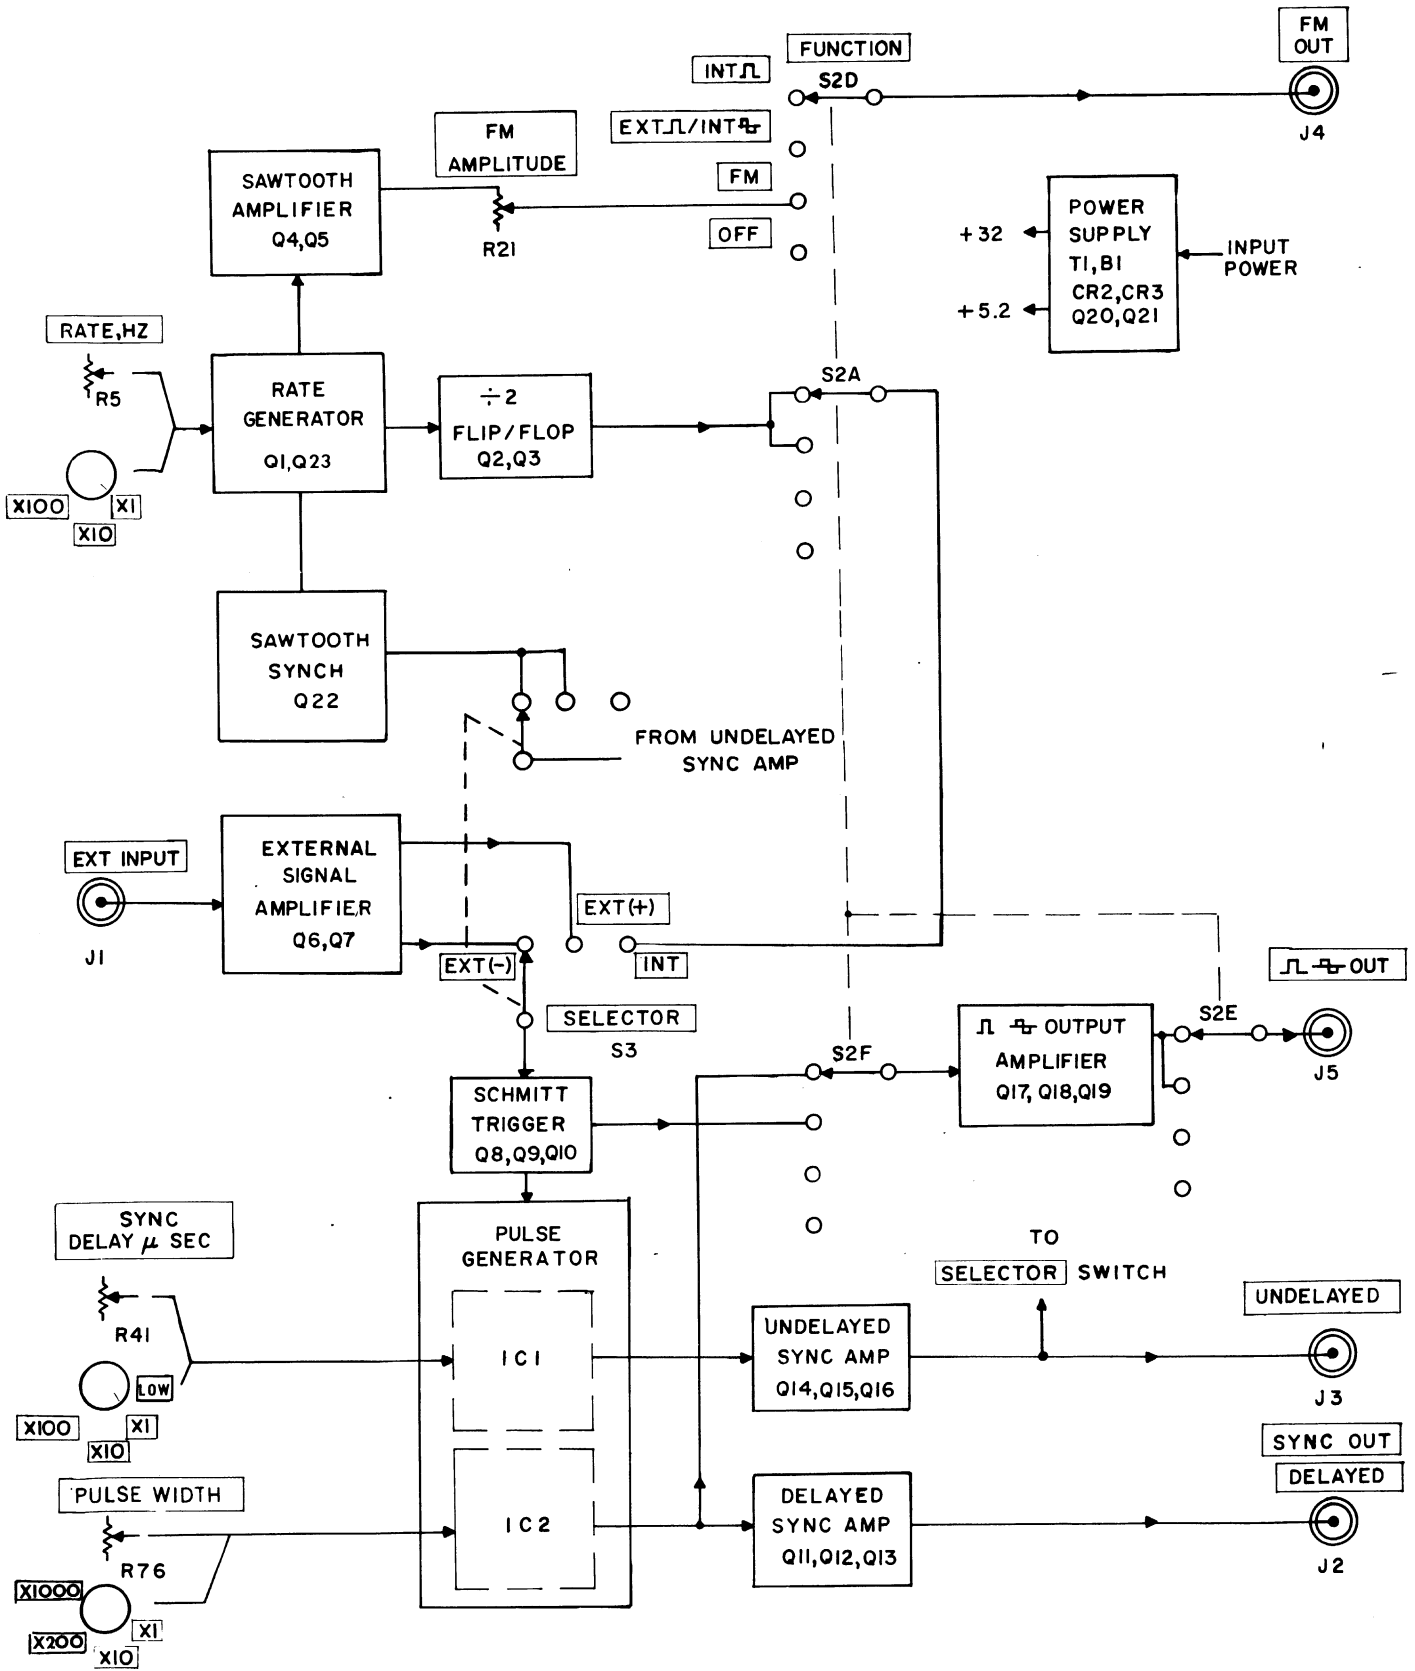 FUNCTION
FM
OUT
INT
S2D
J4
EXT /INT
FM
AMPLITUDE
FM
OFF
R21
SAWTOOTH
AMPLIFIER
Q4,Q5
POWER
SUPPLY
T1,B1
CR2,CR3
Q20,Q21
+32
+5.2
INPUT
POWER
RATE,HZ
R5
X100
X1
X10
RATE
GENERATOR
Q1,Q23
÷2
FLIP/FLOP
Q2,Q3
S2A
SAWTOOTH
SYNCH
Q22
FROM UNDELAYED
SYNC AMP
EXT INPUT
J1
EXTERNAL
SIGNAL
AMPLIFIER
Q6,Q7
EXT(+)
EXT(-)
INT
SELECTOR
S3
OUT
S2E
J5
S2F
OUTPUT
AMPLIFIER
Q17,Q18,Q19
SCHMITT
TRIGGER
Q8,Q9,Q10
SYNC
DELAY μ SEC
R41
LOW
X100
X1
X10
PULSE
GENERATOR
IC1
IC2
TO
SELECTOR SWITCH
UNDELAYED
SYNC AMP
Q14,Q15,Q16
UNDELAYED
J3
SYNC OUT
DELAYED
J2
DELAYED
SYNC AMP
Q11,Q12,Q13
PULSE WIDTH
R76
X1000
X1
X200
X10